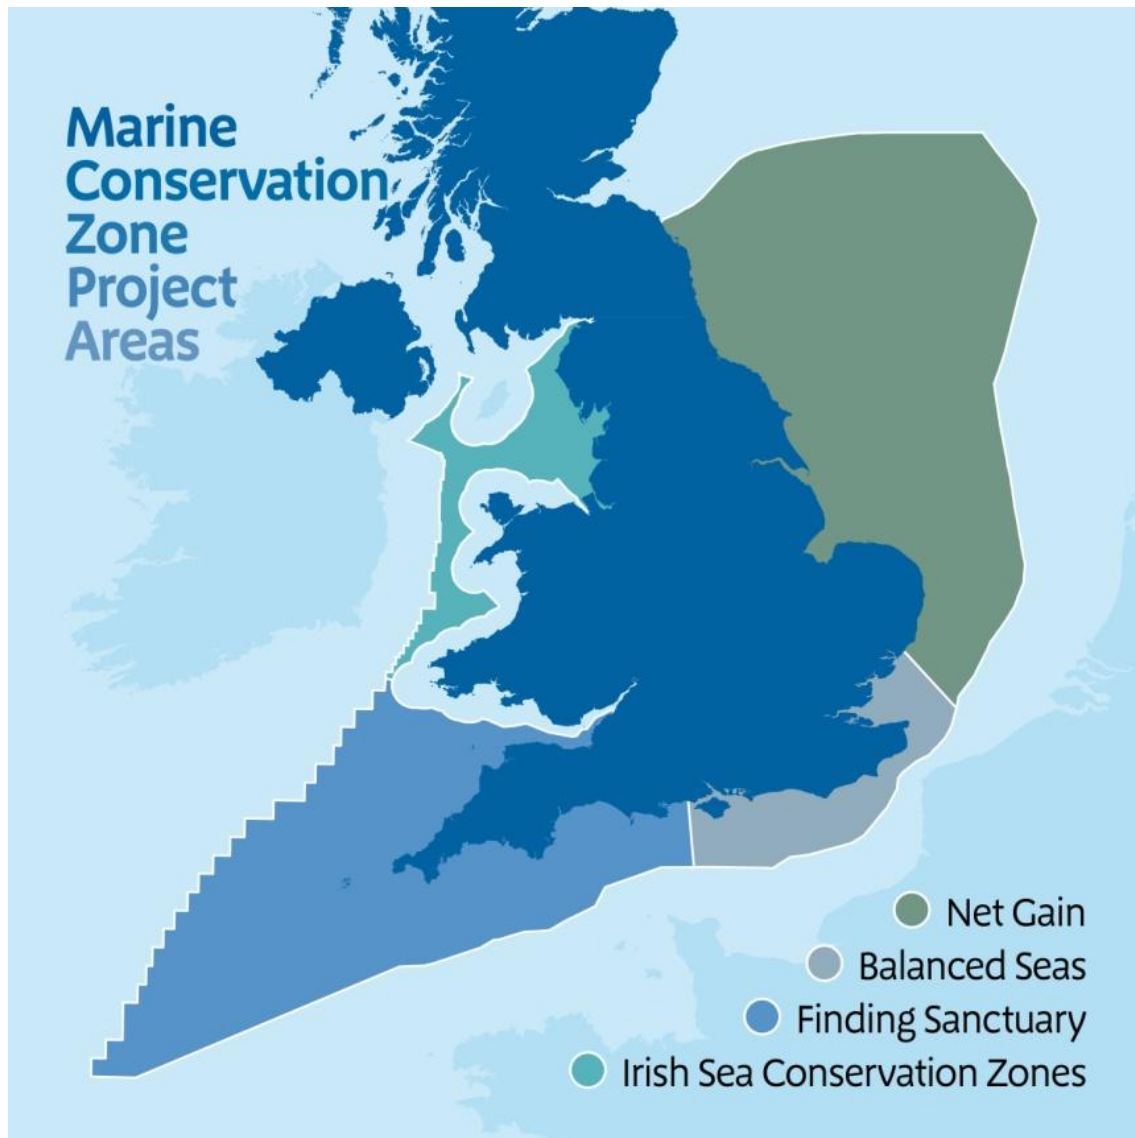 Marine
Conservation
Zone
Project
Areas
Net Gain
Balanced Seas
Finding Sanctuary
Irish Sea Conservation Zones